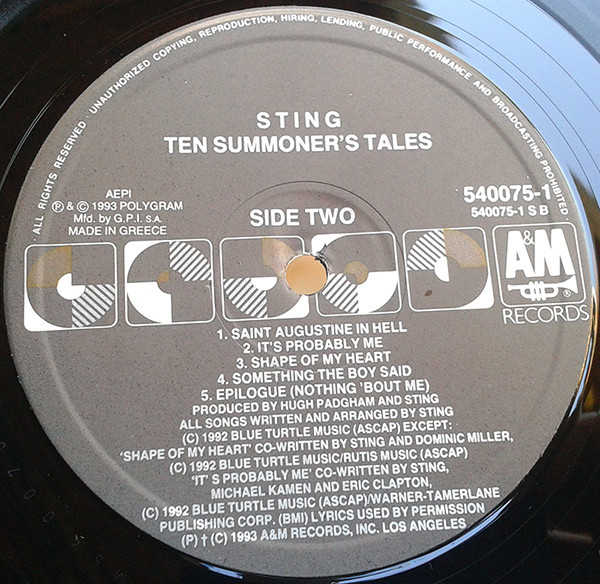 ALL RIGHTS RESERVED · UNAUTHORIZED COPYING, REPRODUCTION, HIRING, LENDING, PUBLIC PERFORMANCE AND BROADCASTING PROHIBITED
STING
TEN SUMMONER'S TALES
AEPI
℗ & © 1993 POLYGRAM
Mfd. by G.P.I. S.A.
MADE IN GREECE
SIDE TWO
540075-1
540075-1 S B
A&M
®
RECORDS
1. SAINT AUGUSTINE IN HELL
2. IT'S PROBABLY ME
3. SHAPE OF MY HEART
4. SOMETHING THE BOY SAID
5. EPILOGUE (NOTHING 'BOUT ME)
PRODUCED BY HUGH PADGHAM AND STING
ALL SONGS WRITTEN AND ARRANGED BY STING
(C) 1992 BLUE TURTLE MUSIC (ASCAP) EXCEPT:
'SHAPE OF MY HEART' CO-WRITTEN BY STING AND DOMINIC MILLER,
(C) 1992 BLUE TURTLE MUSIC/RUTIS MUSIC (ASCAP)
'IT' S PROBABLY ME' CO-WRITTEN BY STING,
MICHAEL KAMEN AND ERIC CLAPTON,
(C) 1992 BLUE TURTLE MUSIC (ASCAP)/WARNER-TAMERLANE
PUBLISHING CORP. (BMI) LYRICS USED BY PERMISSION
(P) † (C) 1993 A&M RECORDS, INC. LOS ANGELES